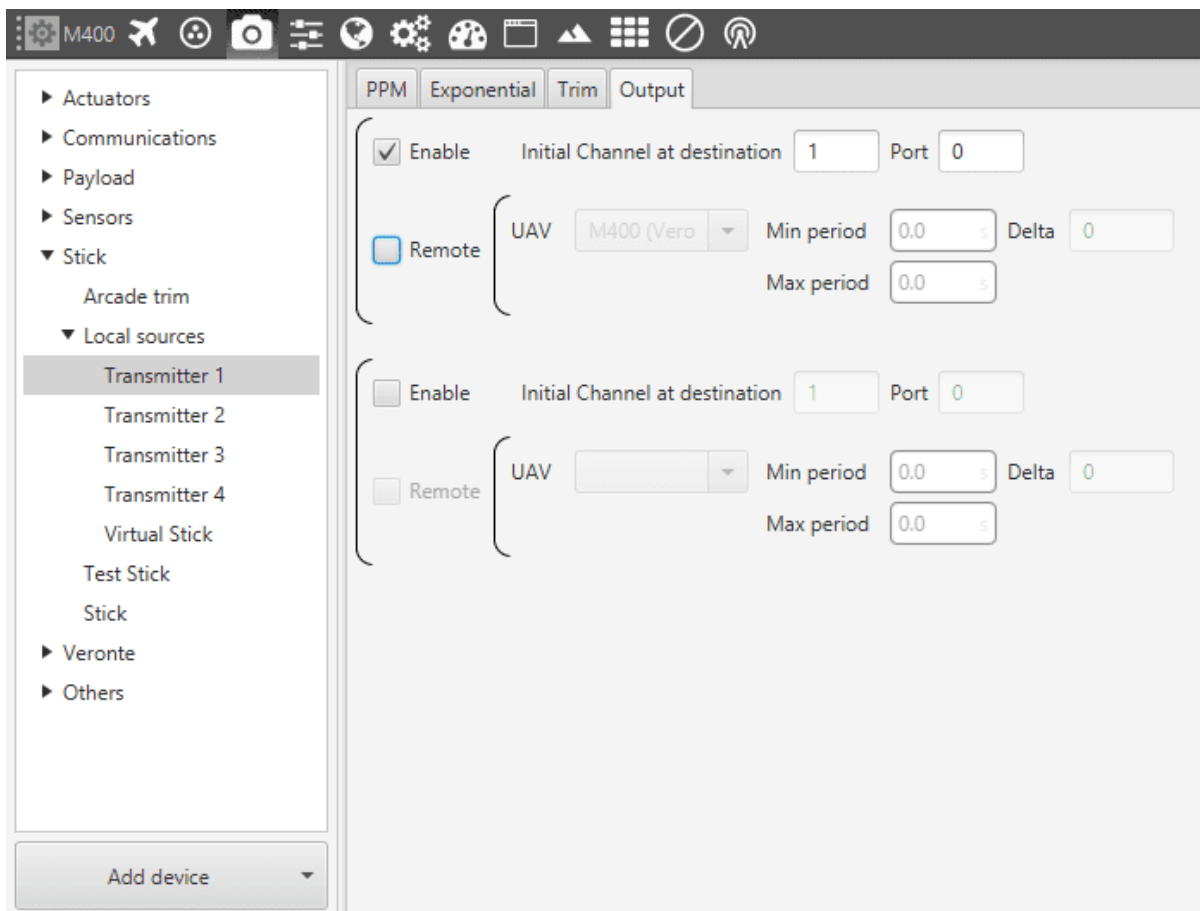 M400
Actuators
Communications
Payload
Sensors
Stick
Arcade trim
Local sources
Transmitter 1
Transmitter 2
Transmitter 3
Transmitter 4
Virtual Stick
Test Stick
Stick
Veronte
Others
Add device
PPM Exponential Trim Output
Enable Initial Channel at destination 1 Port 0
Remote UAV M400 (Vero Min period 0.0 s Delta 0
Max period 0.0 s
Enable Initial Channel at destination 1 Port 0
Remote UAV Min period 0.0 s Delta 0
Max period 0.0 s